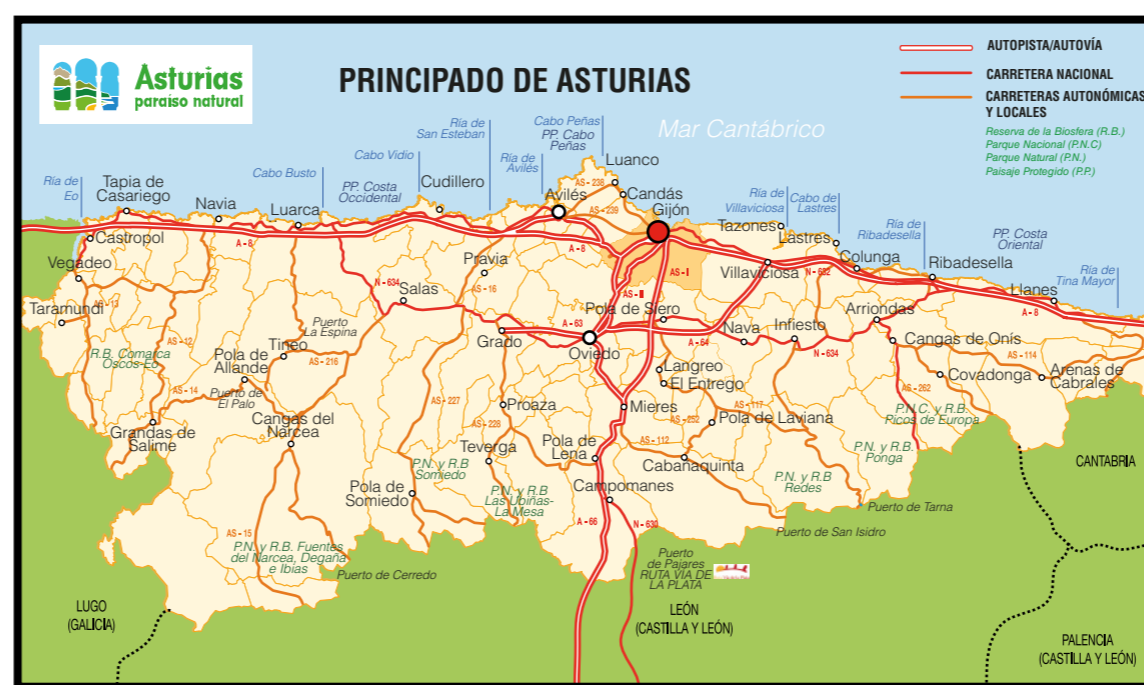 Asturias
paraíso natural
PRINCIPADO DE ASTURIAS
AUTOPISTA/AUTOVÍA
CARRETERA NACIONAL
CARRETERAS AUTONÓMICAS
Y LOCALES
Reserva de la Biosfera (R.B.)
Parque Nacional (P.N.C)
Parque Natural (P.N.)
Paisaje Protegido (P.P.)
Mar Cantábrico
Ría de
Eo
Tapia de
Casariego
Navia
Cabo Busto
Luarca
PP. Costa
Occidental
Cabo Vidio
Cudillero
Ría de
San Esteban
Ría de
Avilés
Cabo Peñas
PP. Cabo
Peñas
Luanco
AS - 238
Candás
Avilés
AS - 239
Gijón
Ría de
Villaviciosa
Cabo de
Lastres
Tazones
Lastres
Ría de
Ribadesella
PP. Costa
Oriental
Ría de
Tina Mayor
Castropol
A - 8
A - 8
Villaviciosa
N - 632
Colunga
Ribadesella
Llanes
A - 8
Vegadeo
Taramundi
AS - 13
N - 634
Salas
Pravia
AS - 16
AS - I
AS - II
Pola de Siero
Arriondas
Puerto
La Espina
A - 63
Grado
Oviedo
A - 64
Nava
Infiesto
N - 634
Cangas de Onís
AS - 114
R.B. Comarca
Oscos-Eo
AS - 12
Pola de
Allande
Tineo
AS - 216
Langreo
El Entrego
Covadonga
Arenas de
Cabrales
AS - 14
Puerto de
El Palo
AS - 227
Proaza
AS - 228
Mieres
AS - 117
AS - 252
Pola de Laviana
AS - 262
P.N.C. y R.B.
Picos de Europa
Grandas de
Salime
Cangas del
Narcea
Teverga
Pola de
Lena
AS - 112
Cabañaquinta
P.N. y R.B.
Ponga
P.N. y R.B
Somiedo
Pola de
Somiedo
P.N. y R.B
Las Ubiñas-
La Mesa
Campomanes
P.N. y R.B
Redes
Puerto de Tarna
CANTABRIA
AS - 15
P.N. y R.B. Fuentes
del Narcea, Degaña
e Ibias
Puerto de Cerredo
A - 66
N - 630
Puerto de San Isidro
Puerto
de Pajares
RUTA VIA DE
LA PLATA
LUGO
(GALICIA)
LEÓN
(CASTILLA Y LEÓN)
PALENCIA
(CASTILLA Y LEÓN)